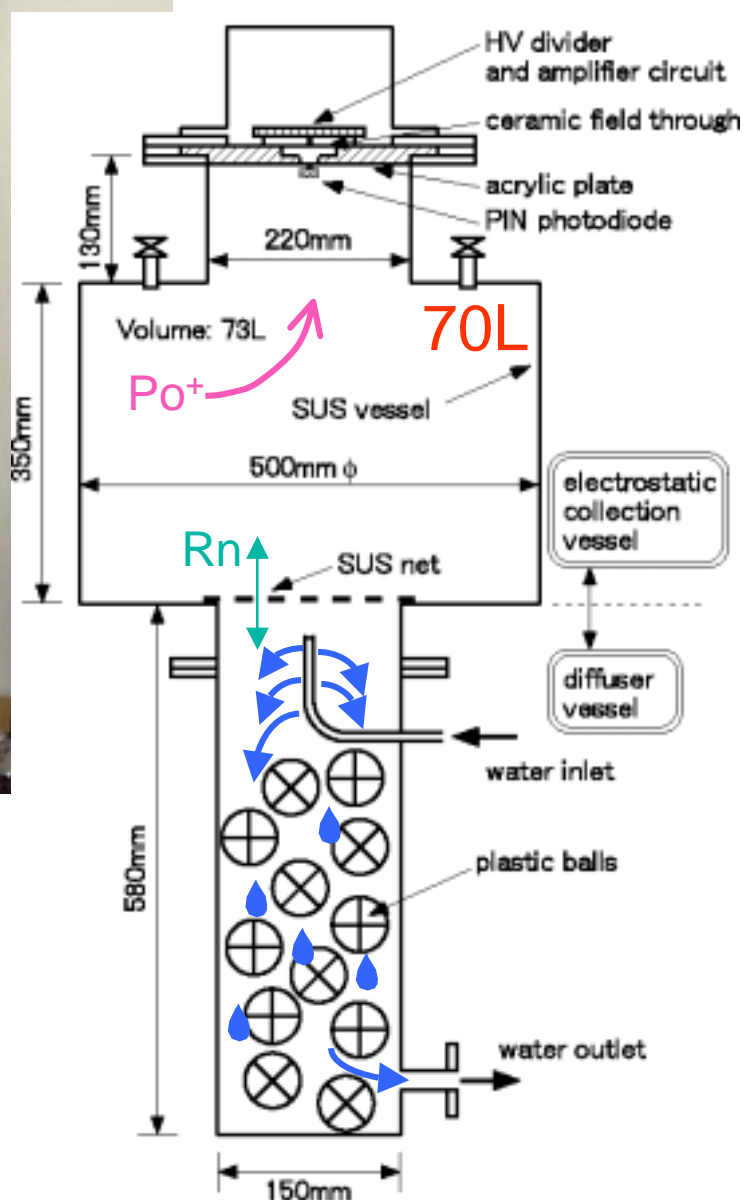 HV divider
and amplifier circuit
ceramic field through
acrylic plate
PIN photodiode
130mm
220mm
Volume: 73L
70L
Po+
SUS vessel
350mm
500mm ϕ
electrostatic
collection
vessel
Rn
SUS net
diffuser
vessel
water inlet
plastic balls
580mm
water outlet
150mm